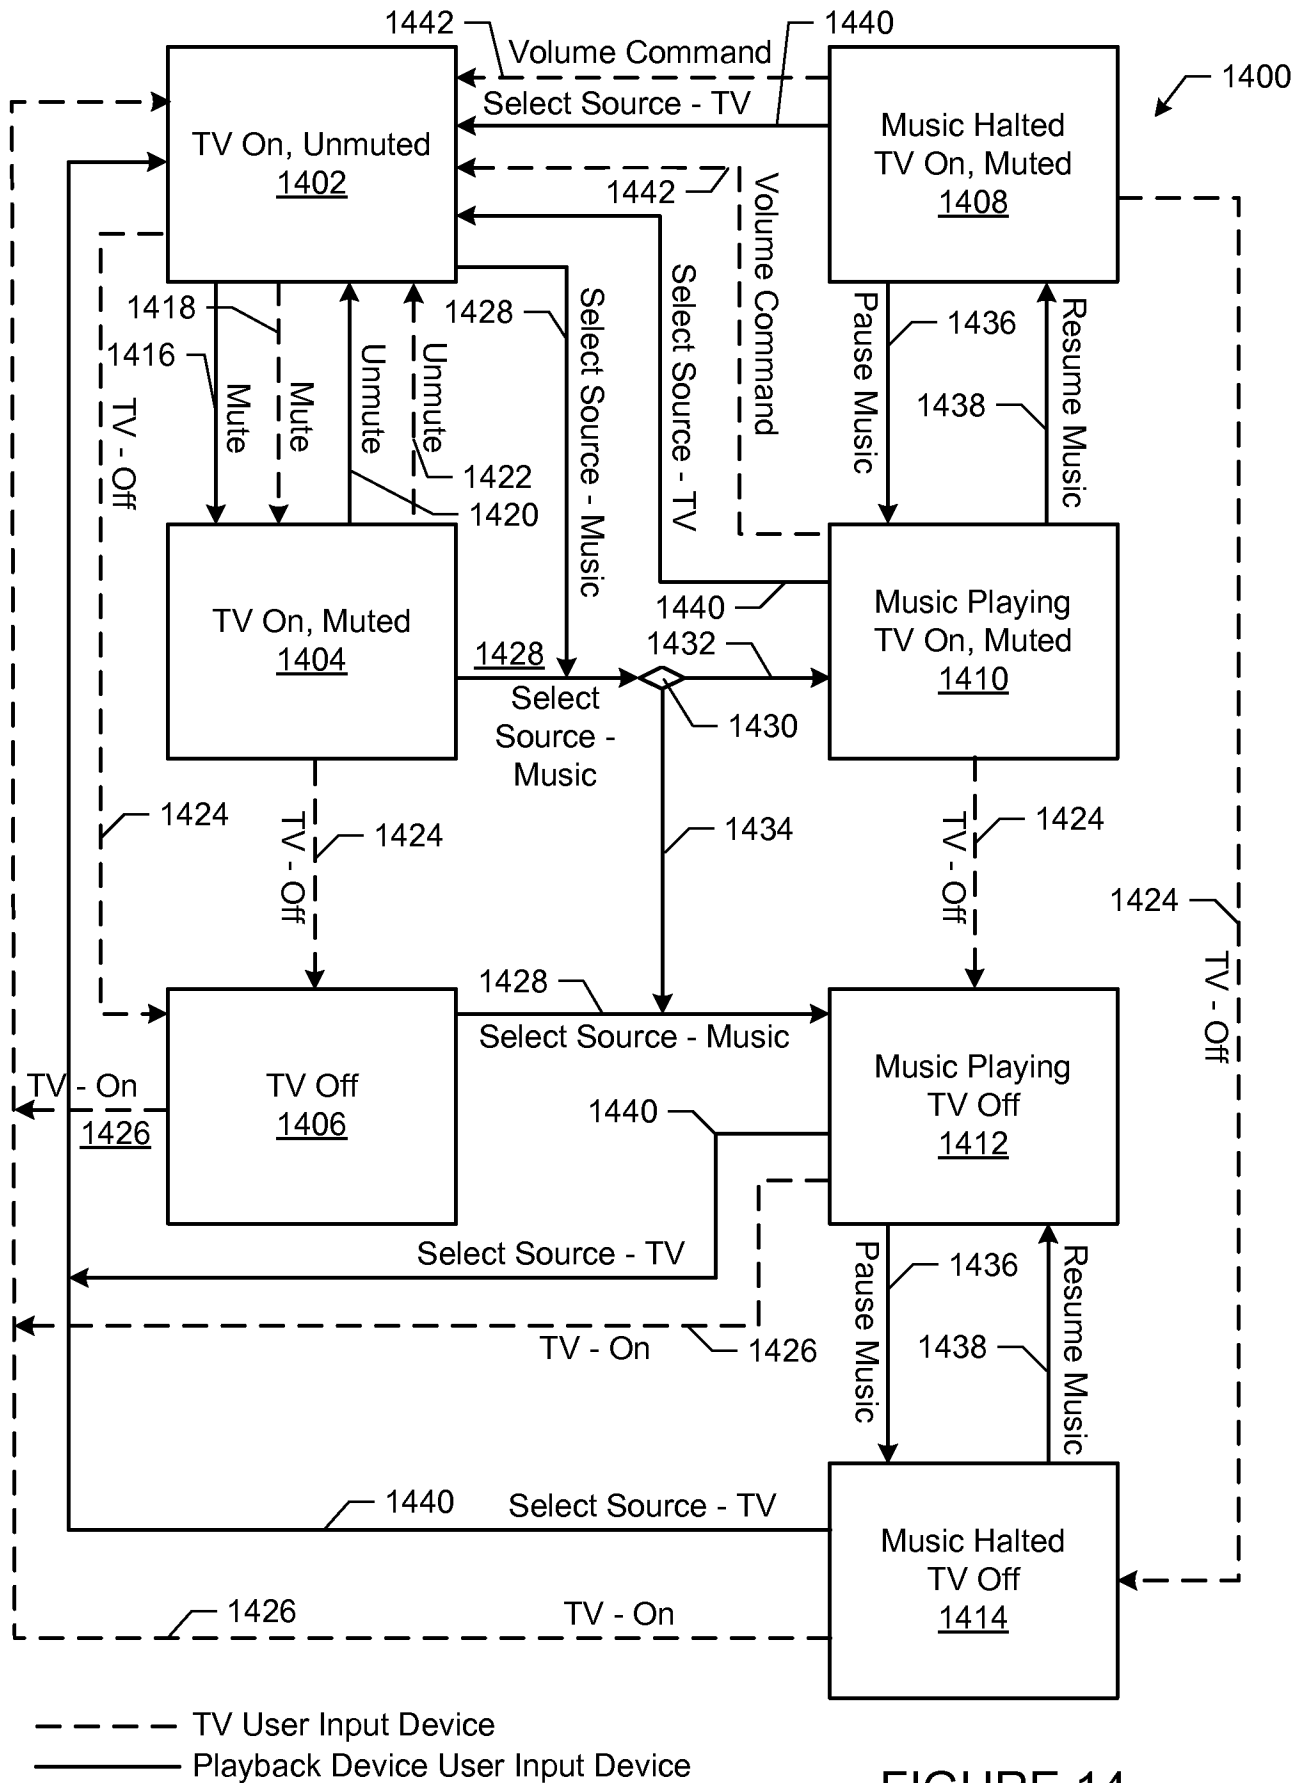 1442
Volume Command
1440
1400
Select Source - TV
TV On, Unmuted
1402
Music Halted
TV On, Muted
1408
1442
Volume Command
Select Source - TV
1428
Select Source - Music
1418
1416
Mute
Mute
Unmute
Unmute
1422
1420
TV - Off
Pause Music
1436
1438
Resume Music
TV On, Muted
1404
1428
Select
Source -
Music
1440
1432
1430
Music Playing
TV On, Muted
1410
1424
TV - Off
1424
1434
TV - Off
1424
1424
TV - Off
1428
Select Source - Music
TV Off
1406
TV - On
1426
1440
Music Playing
TV Off
1412
Select Source - TV
TV - On
1426
Pause Music
1436
1438
Resume Music
1440
Select Source - TV
Music Halted
TV Off
1414
1426
TV - On
TV User Input Device
Playback Device User Input Device
FIGURE 14